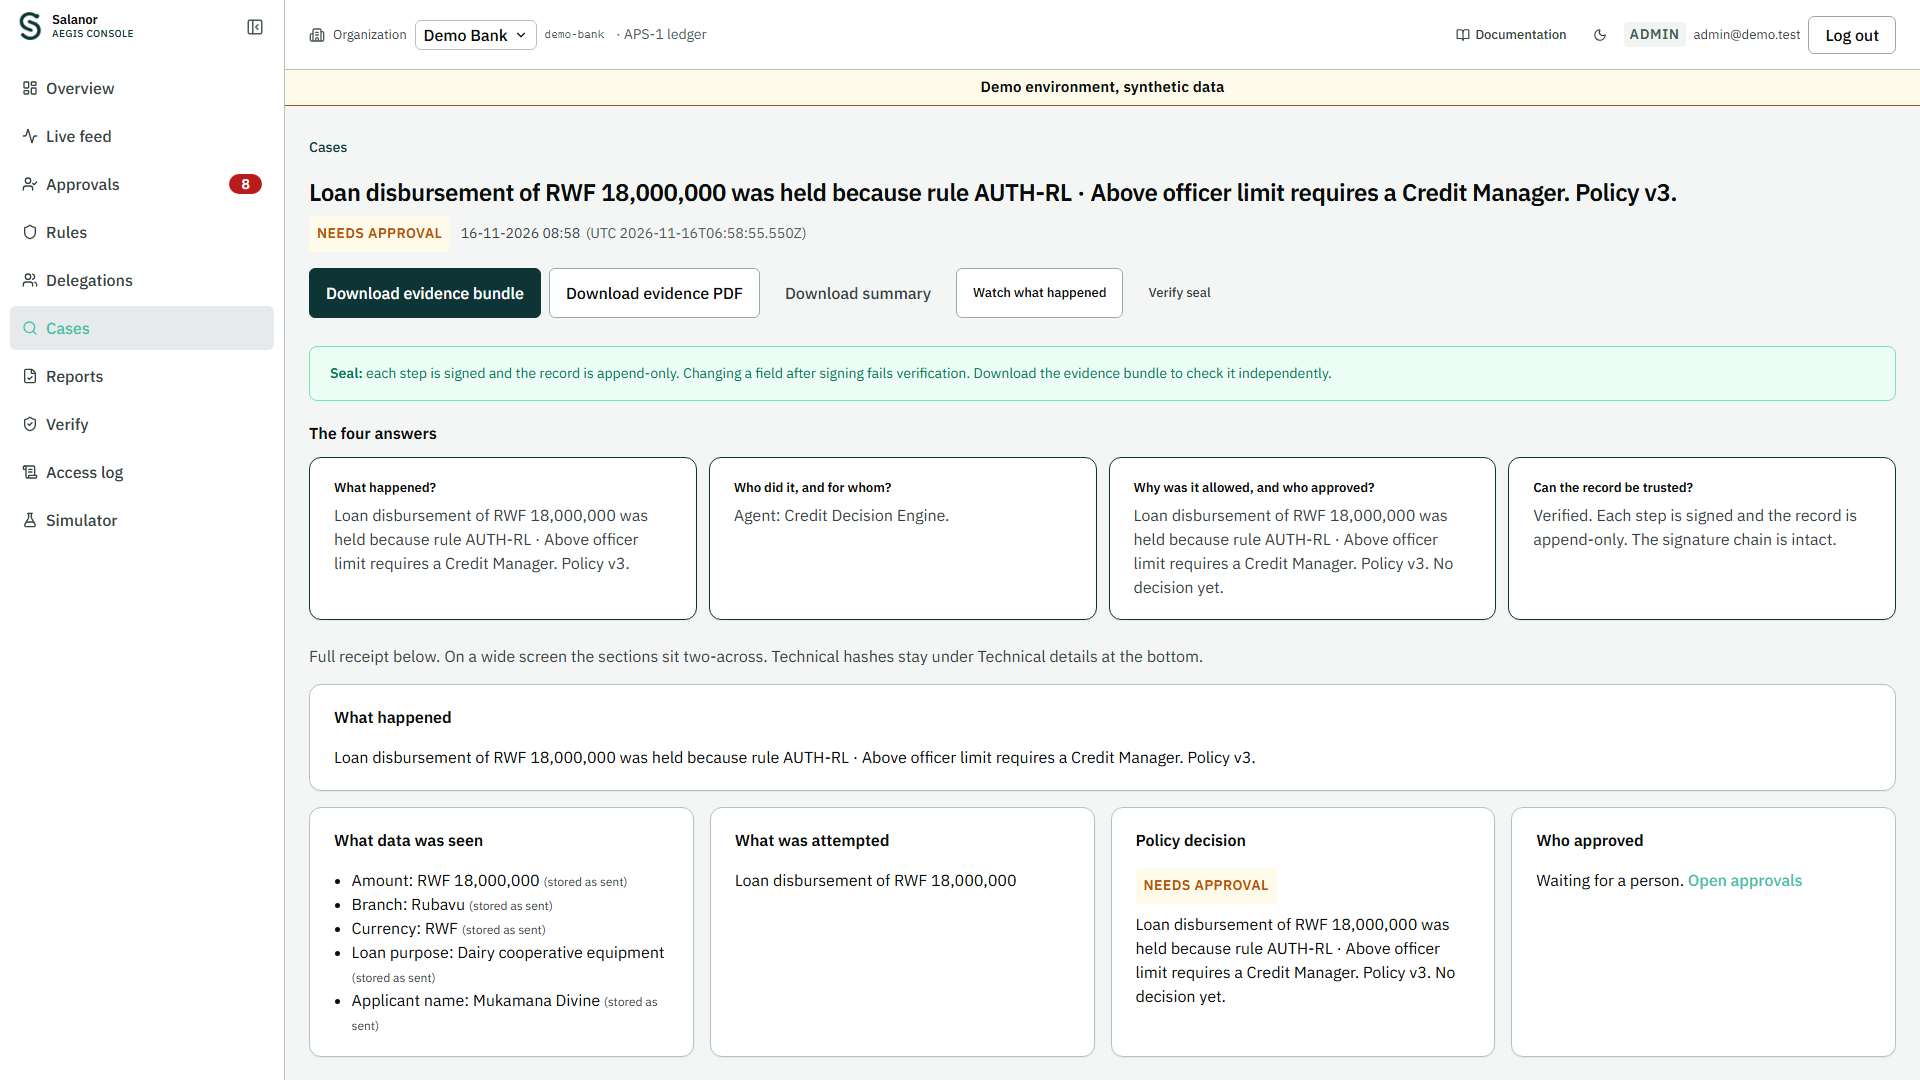 Salanor
AEGIS CONSOLE
Overview
Live feed
Approvals
8
Rules
Delegations
Cases
Reports
Verify
Access log
Simulator
Organization
Demo Bank
demo-bank
· APS-1 ledger
Documentation
ADMIN
admin@demo.test
Log out
Demo environment, synthetic data
Cases
Loan disbursement of RWF 18,000,000 was held because rule AUTH-RL · Above officer limit requires a Credit Manager. Policy v3.
NEEDS APPROVAL
16-11-2026 08:58 (UTC 2026-11-16T06:58:55.550Z)
Download evidence bundle
Download evidence PDF
Download summary
Watch what happened
Verify seal
Seal: each step is signed and the record is append-only. Changing a field after signing fails verification. Download the evidence bundle to check it independently.
The four answers
What happened?
Loan disbursement of RWF 18,000,000 was
held because rule AUTH-RL · Above officer
limit requires a Credit Manager. Policy v3.
Who did it, and for whom?
Agent: Credit Decision Engine.
Why was it allowed, and who approved?
Loan disbursement of RWF 18,000,000 was
held because rule AUTH-RL · Above officer
limit requires a Credit Manager. Policy v3. No
decision yet.
Can the record be trusted?
Verified. Each step is signed and the record is
append-only. The signature chain is intact.
Full receipt below. On a wide screen the sections sit two-across. Technical hashes stay under Technical details at the bottom.
What happened
Loan disbursement of RWF 18,000,000 was held because rule AUTH-RL · Above officer limit requires a Credit Manager. Policy v3.
What data was seen
• Amount: RWF 18,000,000 (stored as sent)
• Branch: Rubavu (stored as sent)
• Currency: RWF (stored as sent)
• Loan purpose: Dairy cooperative equipment
(stored as sent)
• Applicant name: Mukamana Divine (stored as
sent)
What was attempted
Loan disbursement of RWF 18,000,000
Policy decision
NEEDS APPROVAL
Loan disbursement of RWF 18,000,000 was
held because rule AUTH-RL · Above officer
limit requires a Credit Manager. Policy v3. No
decision yet.
Who approved
Waiting for a person. Open approvals